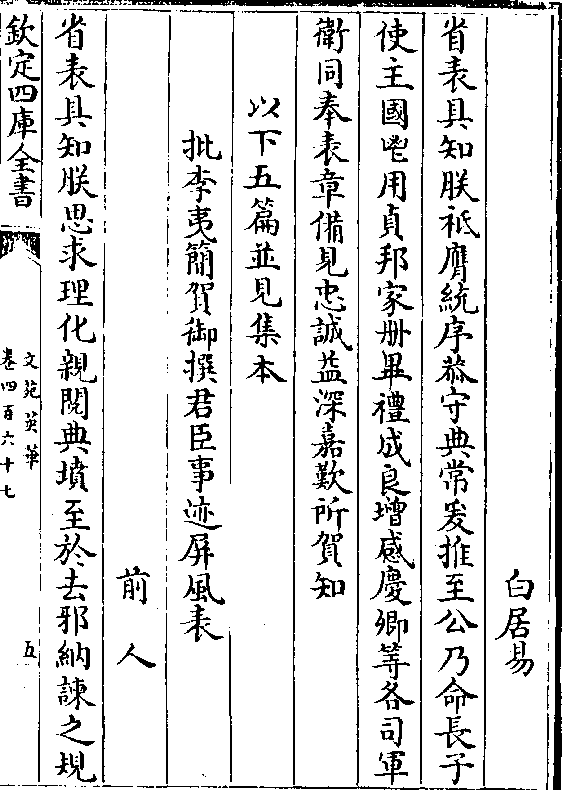 白居易
省表具知朕祗膺統序恭守典常爰推至公乃命長子
使主國鬯用貞邦家册畢禮成良增感慶卿等各司軍
衛同奉表章備見忠誠益深嘉歎所賀知
以下五篇並見集本
批李夷簡賀御撰君臣事迹屏風表
前人
省表具知朕思求理化親閱典墳至於去邪納諫之規
欽定四庫全書
文苑英華
卷四百六十七
五